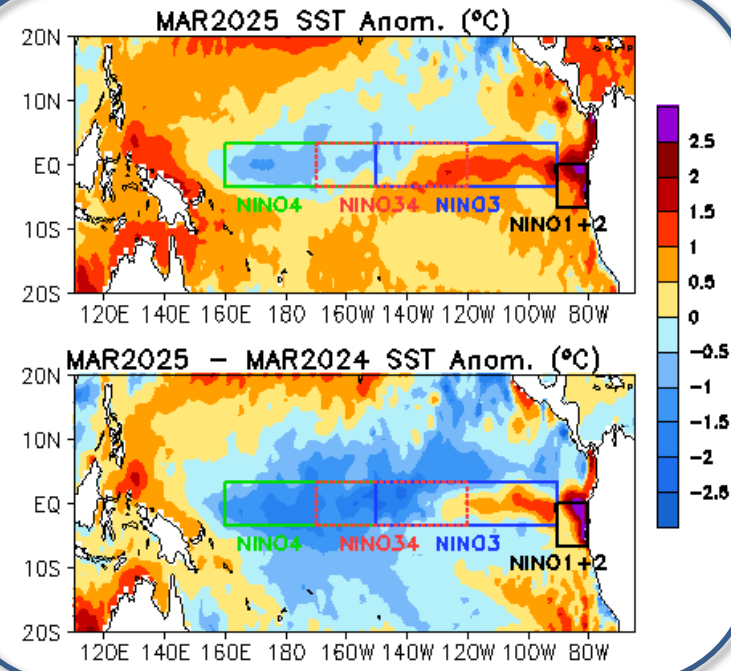 MAR2025 SST Anom. (ºC)
20N
10N
EQ
10S
20S
NINO4
NINO34
NINO3
NINO1+2
120E 140E 160E 180 160W 140W 120W 100W 80W
MAR2025 − MAR2024 SST Anom. (ºC)
20N
10N
EQ
10S
20S
NINO4
NINO34
NINO3
NINO1+2
120E 140E 160E 180 160W 140W 120W 100W 80W
2.5
2
1.5
1
0.5
0
−0.5
−1
−1.5
−2
−2.5